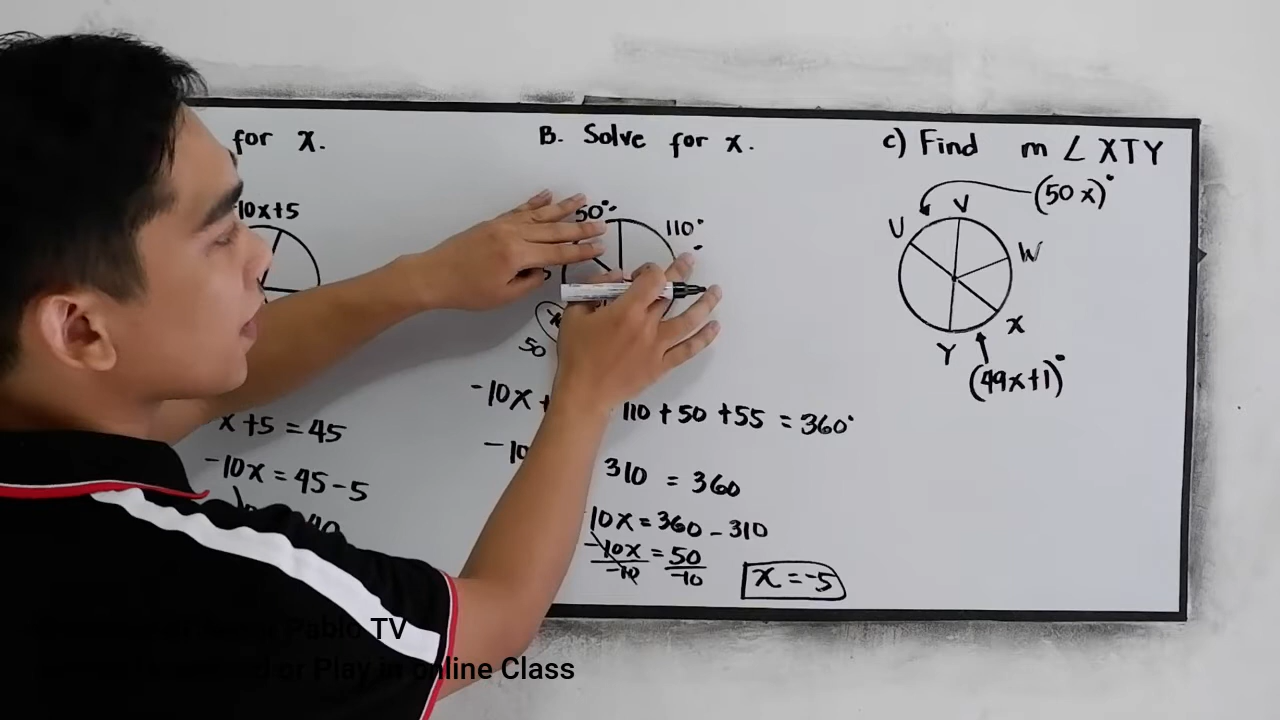 for x.
10x+5
x+5 = 45
-10x = 45-5
B. Solve for x.
50°
110°
50
-10x + 110 + 50 + 55 = 360°
-10 310 = 360
10x = 360 - 310
-10x = 50
-10 -10
x = -5
c) Find m ∠ XTY
(50x)°
U V W
X
Y
(49x+1)°
Pablo TV
or Play in online Class